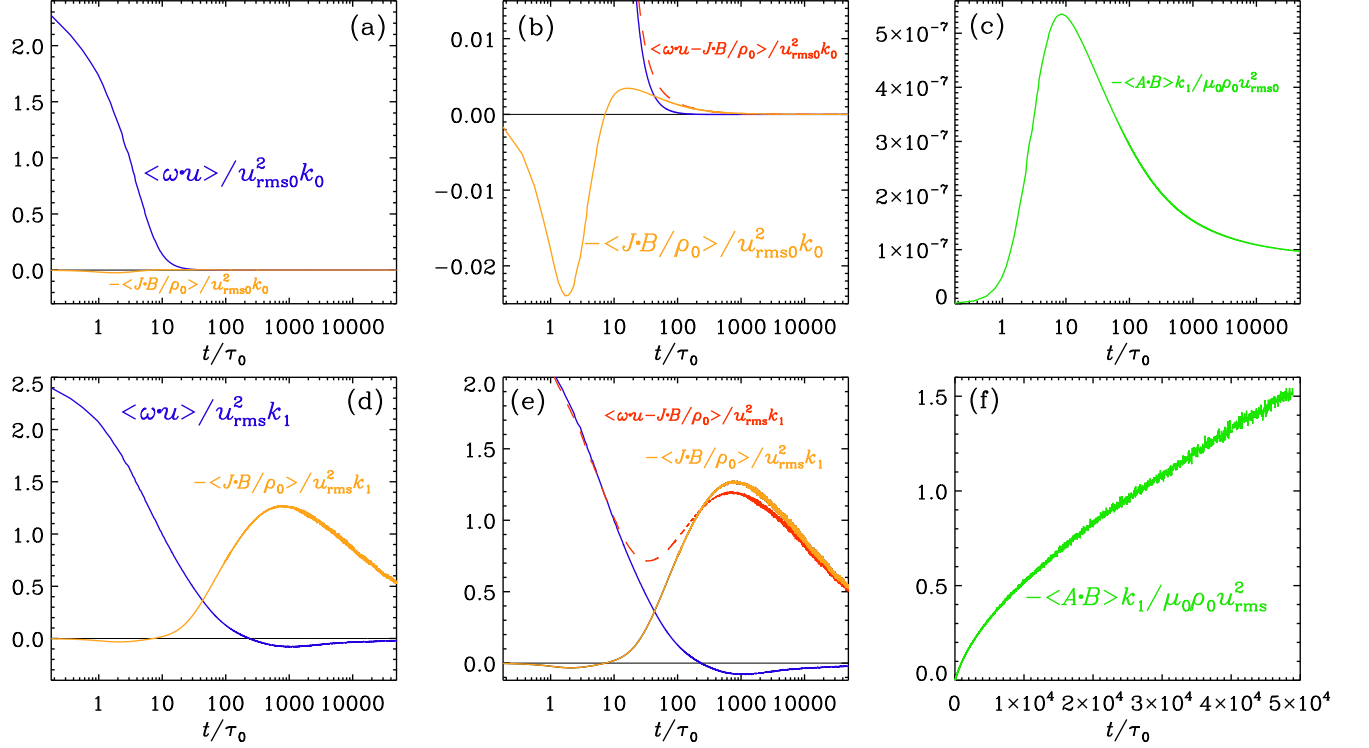 (a)
2.0
1.5
1.0
0.5
0.0
<ω·u>/u²rms0k0
−<J·B/ρ0>/u²rms0k0
1 10 100 1000 10000
t/τ0
(b)
0.01
0.00
−0.01
−0.02
<ω·u−J·B/ρ0>/u²rms0k0
−<J·B/ρ0>/u²rms0k0
1 10 100 1000 10000
t/τ0
(c)
5×10⁻⁷
4×10⁻⁷
3×10⁻⁷
2×10⁻⁷
1×10⁻⁷
0
−<A·B>k1/μ0ρ0u²rms0
1 10 100 1000 10000
t/τ0
(d)
2.5
2.0
1.5
1.0
0.5
0.0
<ω·u>/u²rmsk1
−<J·B/ρ0>/u²rmsk1
1 10 100 1000 10000
t/τ0
(e)
2.0
1.5
1.0
0.5
0.0
<ω·u−J·B/ρ0>/u²rmsk1
−<J·B/ρ0>/u²rmsk1
1 10 100 1000 10000
t/τ0
(f)
1.5
1.0
0.5
0.0
−<A·B>k1/μ0ρ0u²rms
0 1×10⁴ 2×10⁴ 3×10⁴ 4×10⁴ 5×10⁴
t/τ0